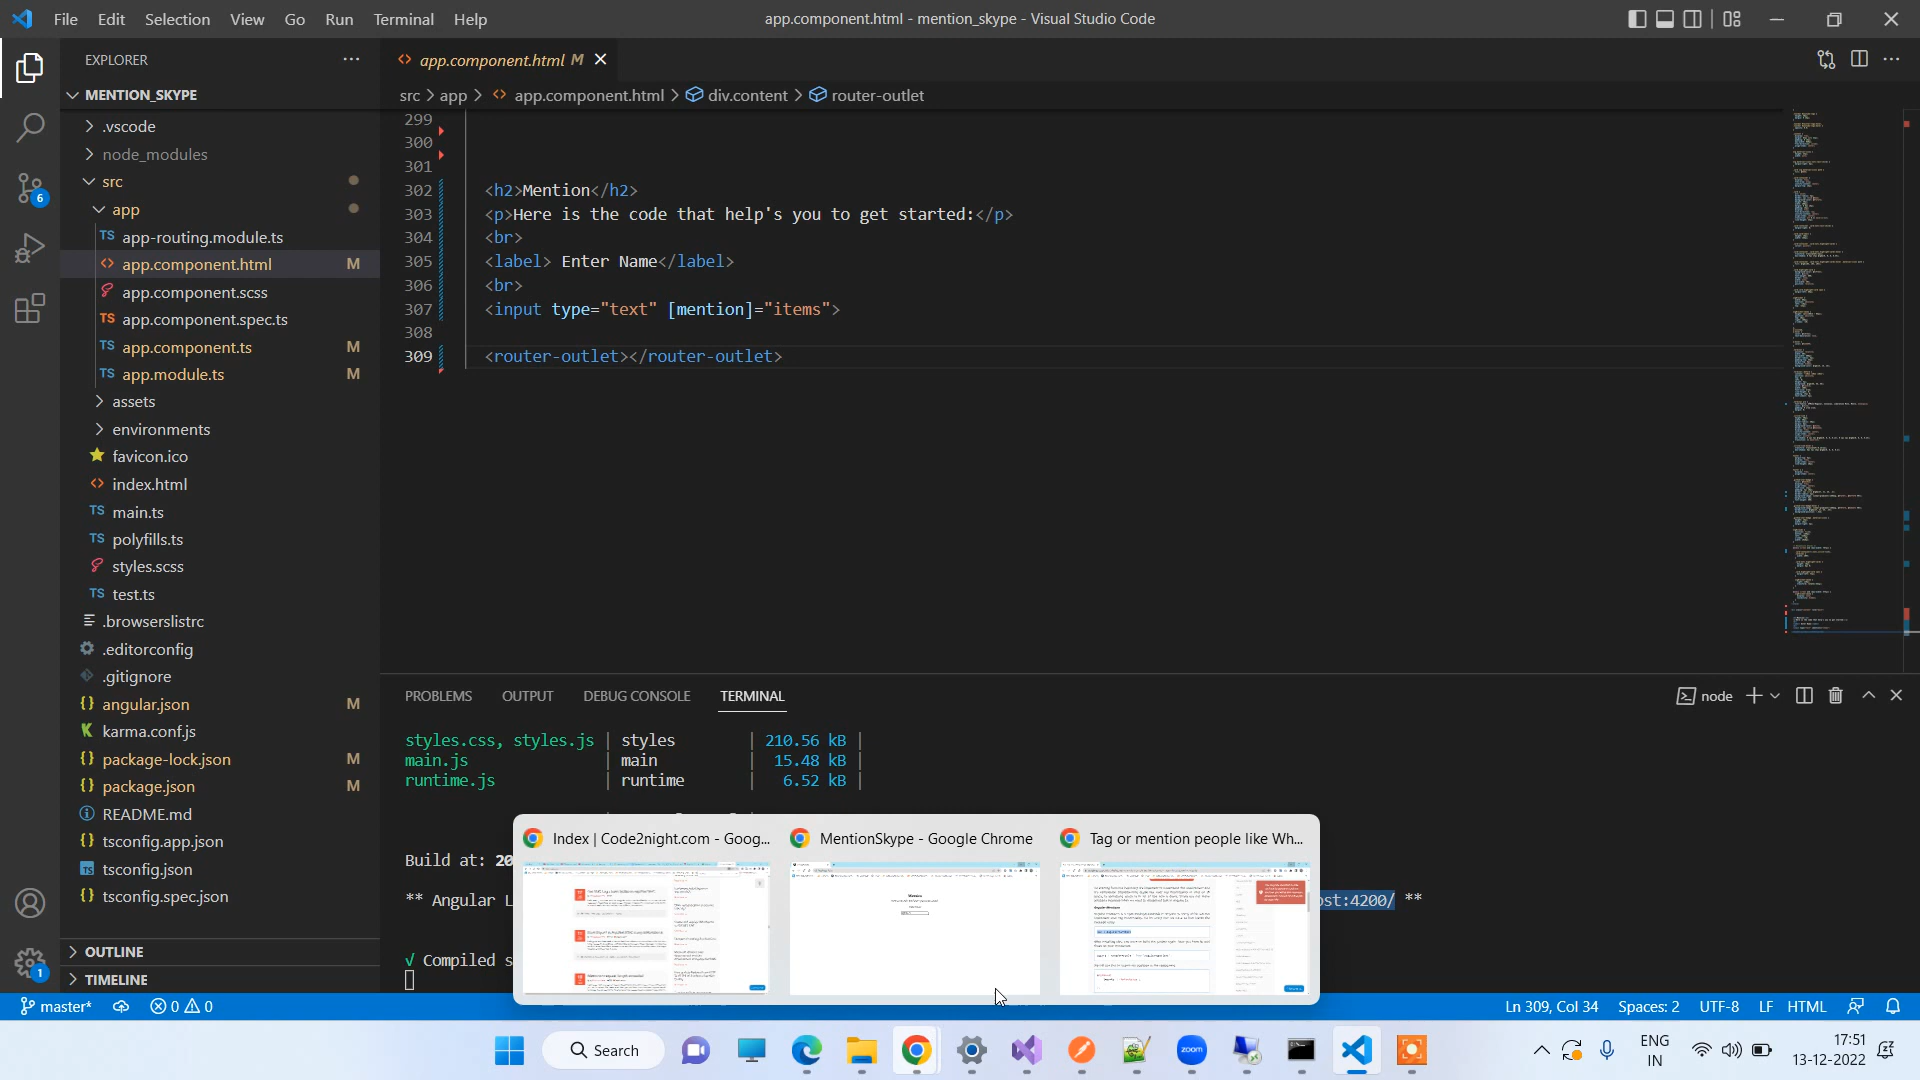 File Edit Selection View Go Run Terminal Help
app.component.html - mention_skype - Visual Studio Code
EXPLORER
MENTION_SKYPE
.vscode
node_modules
src
app
TS app-routing.module.ts
<> app.component.html M
app.component.scss
TS app.component.spec.ts
TS app.component.ts M
TS app.module.ts M
assets
environments
favicon.ico
<> index.html
TS main.ts
TS polyfills.ts
styles.scss
TS test.ts
.browserslistrc
.editorconfig
.gitignore
{} angular.json M
karma.conf.js
{} package-lock.json M
{} package.json M
README.md
{} tsconfig.app.json
tsconfig.json
{} tsconfig.spec.json
OUTLINE
TIMELINE
6
1
<> app.component.html M
src > app > <> app.component.html > div.content > router-outlet
299
300
301
302 <h2>Mention</h2>
303 <p>Here is the code that help's you to get started:</p>
304 <br>
305 <label> Enter Name</label>
306 <br>
307 <input type="text" [mention]="items">
308
309 <router-outlet></router-outlet>
PROBLEMS OUTPUT DEBUG CONSOLE TERMINAL
node
styles.css, styles.js | styles | 210.56 kB |
main.js | main | 15.48 kB |
runtime.js | runtime | 6.52 kB |
Build at: 20
** Angular L
ost:4200/ **
√ Compiled s
Index | Code2night.com - Goog...
MentionSkype - Google Chrome
Tag or mention people like Wh...
master* 0 0
Ln 309, Col 34 Spaces: 2 UTF-8 LF HTML
Search
zoom
ENG
IN
17:51
13-12-2022